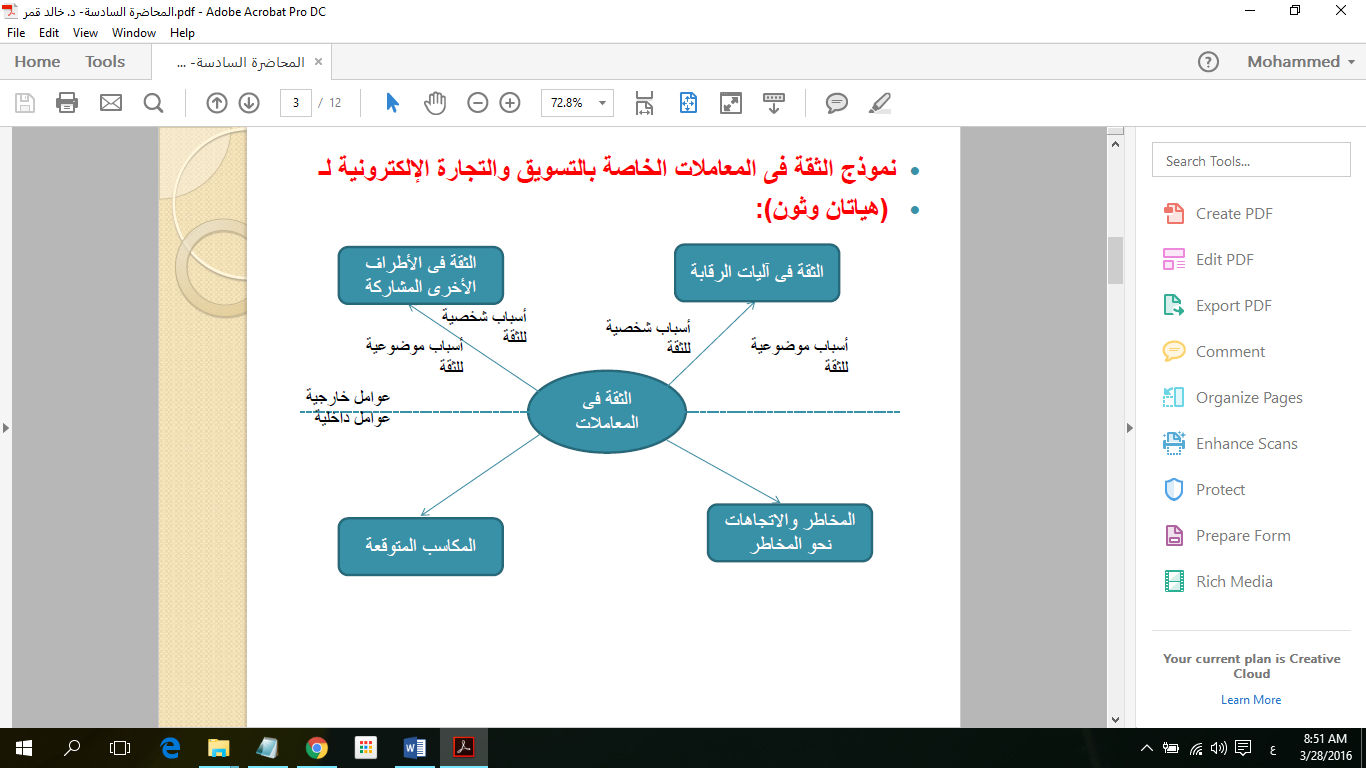 المحاضرة السادسة- د. خالد قمر.pdf - Adobe Acrobat Pro DC
File Edit View Window Help
Home Tools المحاضرة السادسة- ... × Mohammed
3 / 12 72.8%
نموذج الثقة فى المعاملات الخاصة بالتسويق والتجارة الإلكترونية لـ
(هياتان وثون):
الثقة فى آليات الرقابة
الثقة فى الأطراف
الأخرى المشاركة
أسباب شخصية
للثقة
أسباب موضوعية
للثقة
أسباب شخصية
للثقة
أسباب موضوعية
للثقة
عوامل خارجية
عوامل داخلية
الثقة فى
المعاملات
المخاطر والاتجاهات
نحو المخاطر
المكاسب المتوقعة
Search Tools...
Create PDF
Edit PDF
Export PDF
Comment
Organize Pages
Enhance Scans
Protect
Prepare Form
Rich Media
Your current plan is Creative
Cloud
Learn More
ع
8:51 AM
3/28/2016